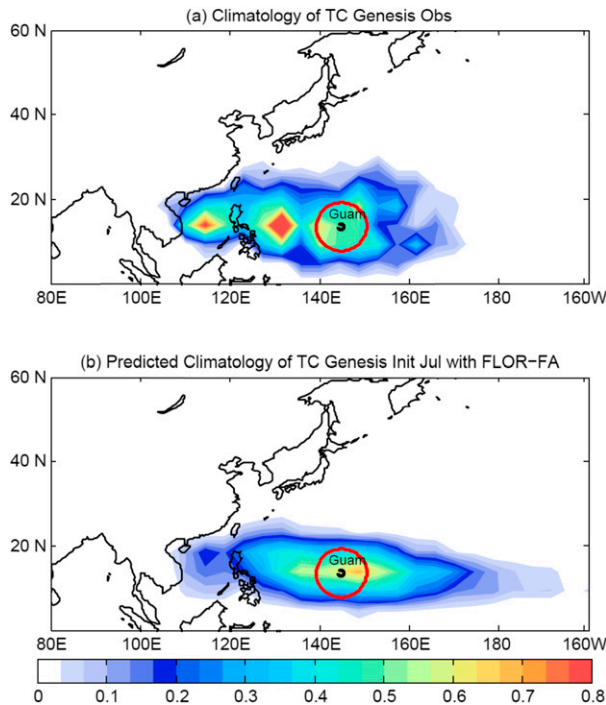 (a) Climatology of TC Genesis Obs
60 N
40 N
20 N
0
Guam
80E 100E 120E 140E 160E 180 160W
(b) Predicted Climatology of TC Genesis Init Jul with FLOR−FA
60 N
40 N
20 N
0
Guam
80E 100E 120E 140E 160E 180 160W
0 0.1 0.2 0.3 0.4 0.5 0.6 0.7 0.8